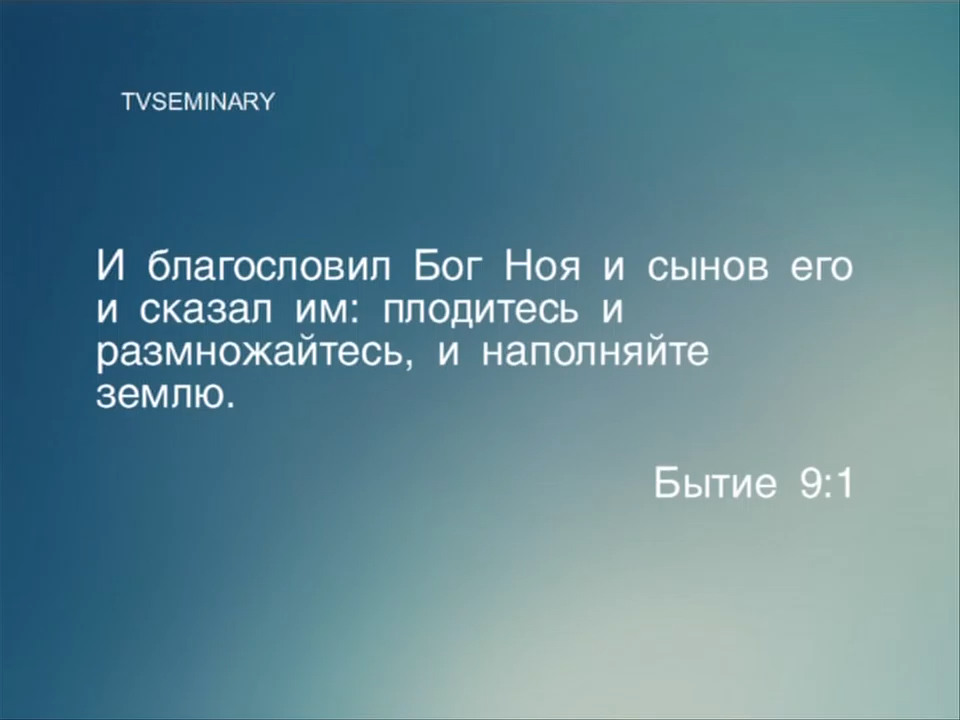 TVSEMINARY
И благословил Бог Ноя и сынов его
и сказал им: плодитесь и
размножайтесь, и наполняйте
землю.
Бытие 9:1